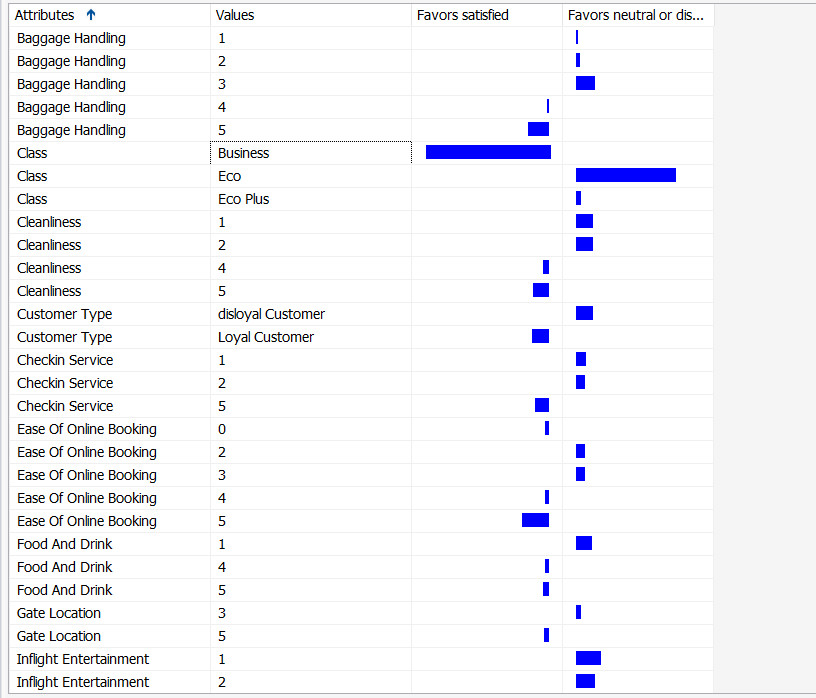 Attributes Values Favors satisfied Favors neutral or dis...
Baggage Handling 1
Baggage Handling 2
Baggage Handling 3
Baggage Handling 4
Baggage Handling 5
Class Business
Class Eco
Class Eco Plus
Cleanliness 1
Cleanliness 2
Cleanliness 4
Cleanliness 5
Customer Type disloyal Customer
Customer Type Loyal Customer
Checkin Service 1
Checkin Service 2
Checkin Service 5
Ease Of Online Booking 0
Ease Of Online Booking 2
Ease Of Online Booking 3
Ease Of Online Booking 4
Ease Of Online Booking 5
Food And Drink 1
Food And Drink 4
Food And Drink 5
Gate Location 3
Gate Location 5
Inflight Entertainment 1
Inflight Entertainment 2